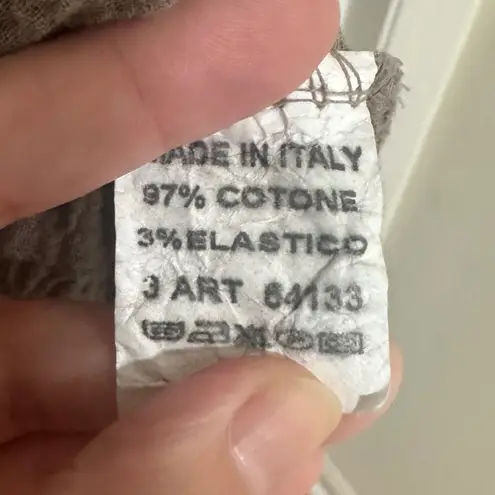 MADE IN ITALY
97% COTONE
3% ELASTICO
ART 64133